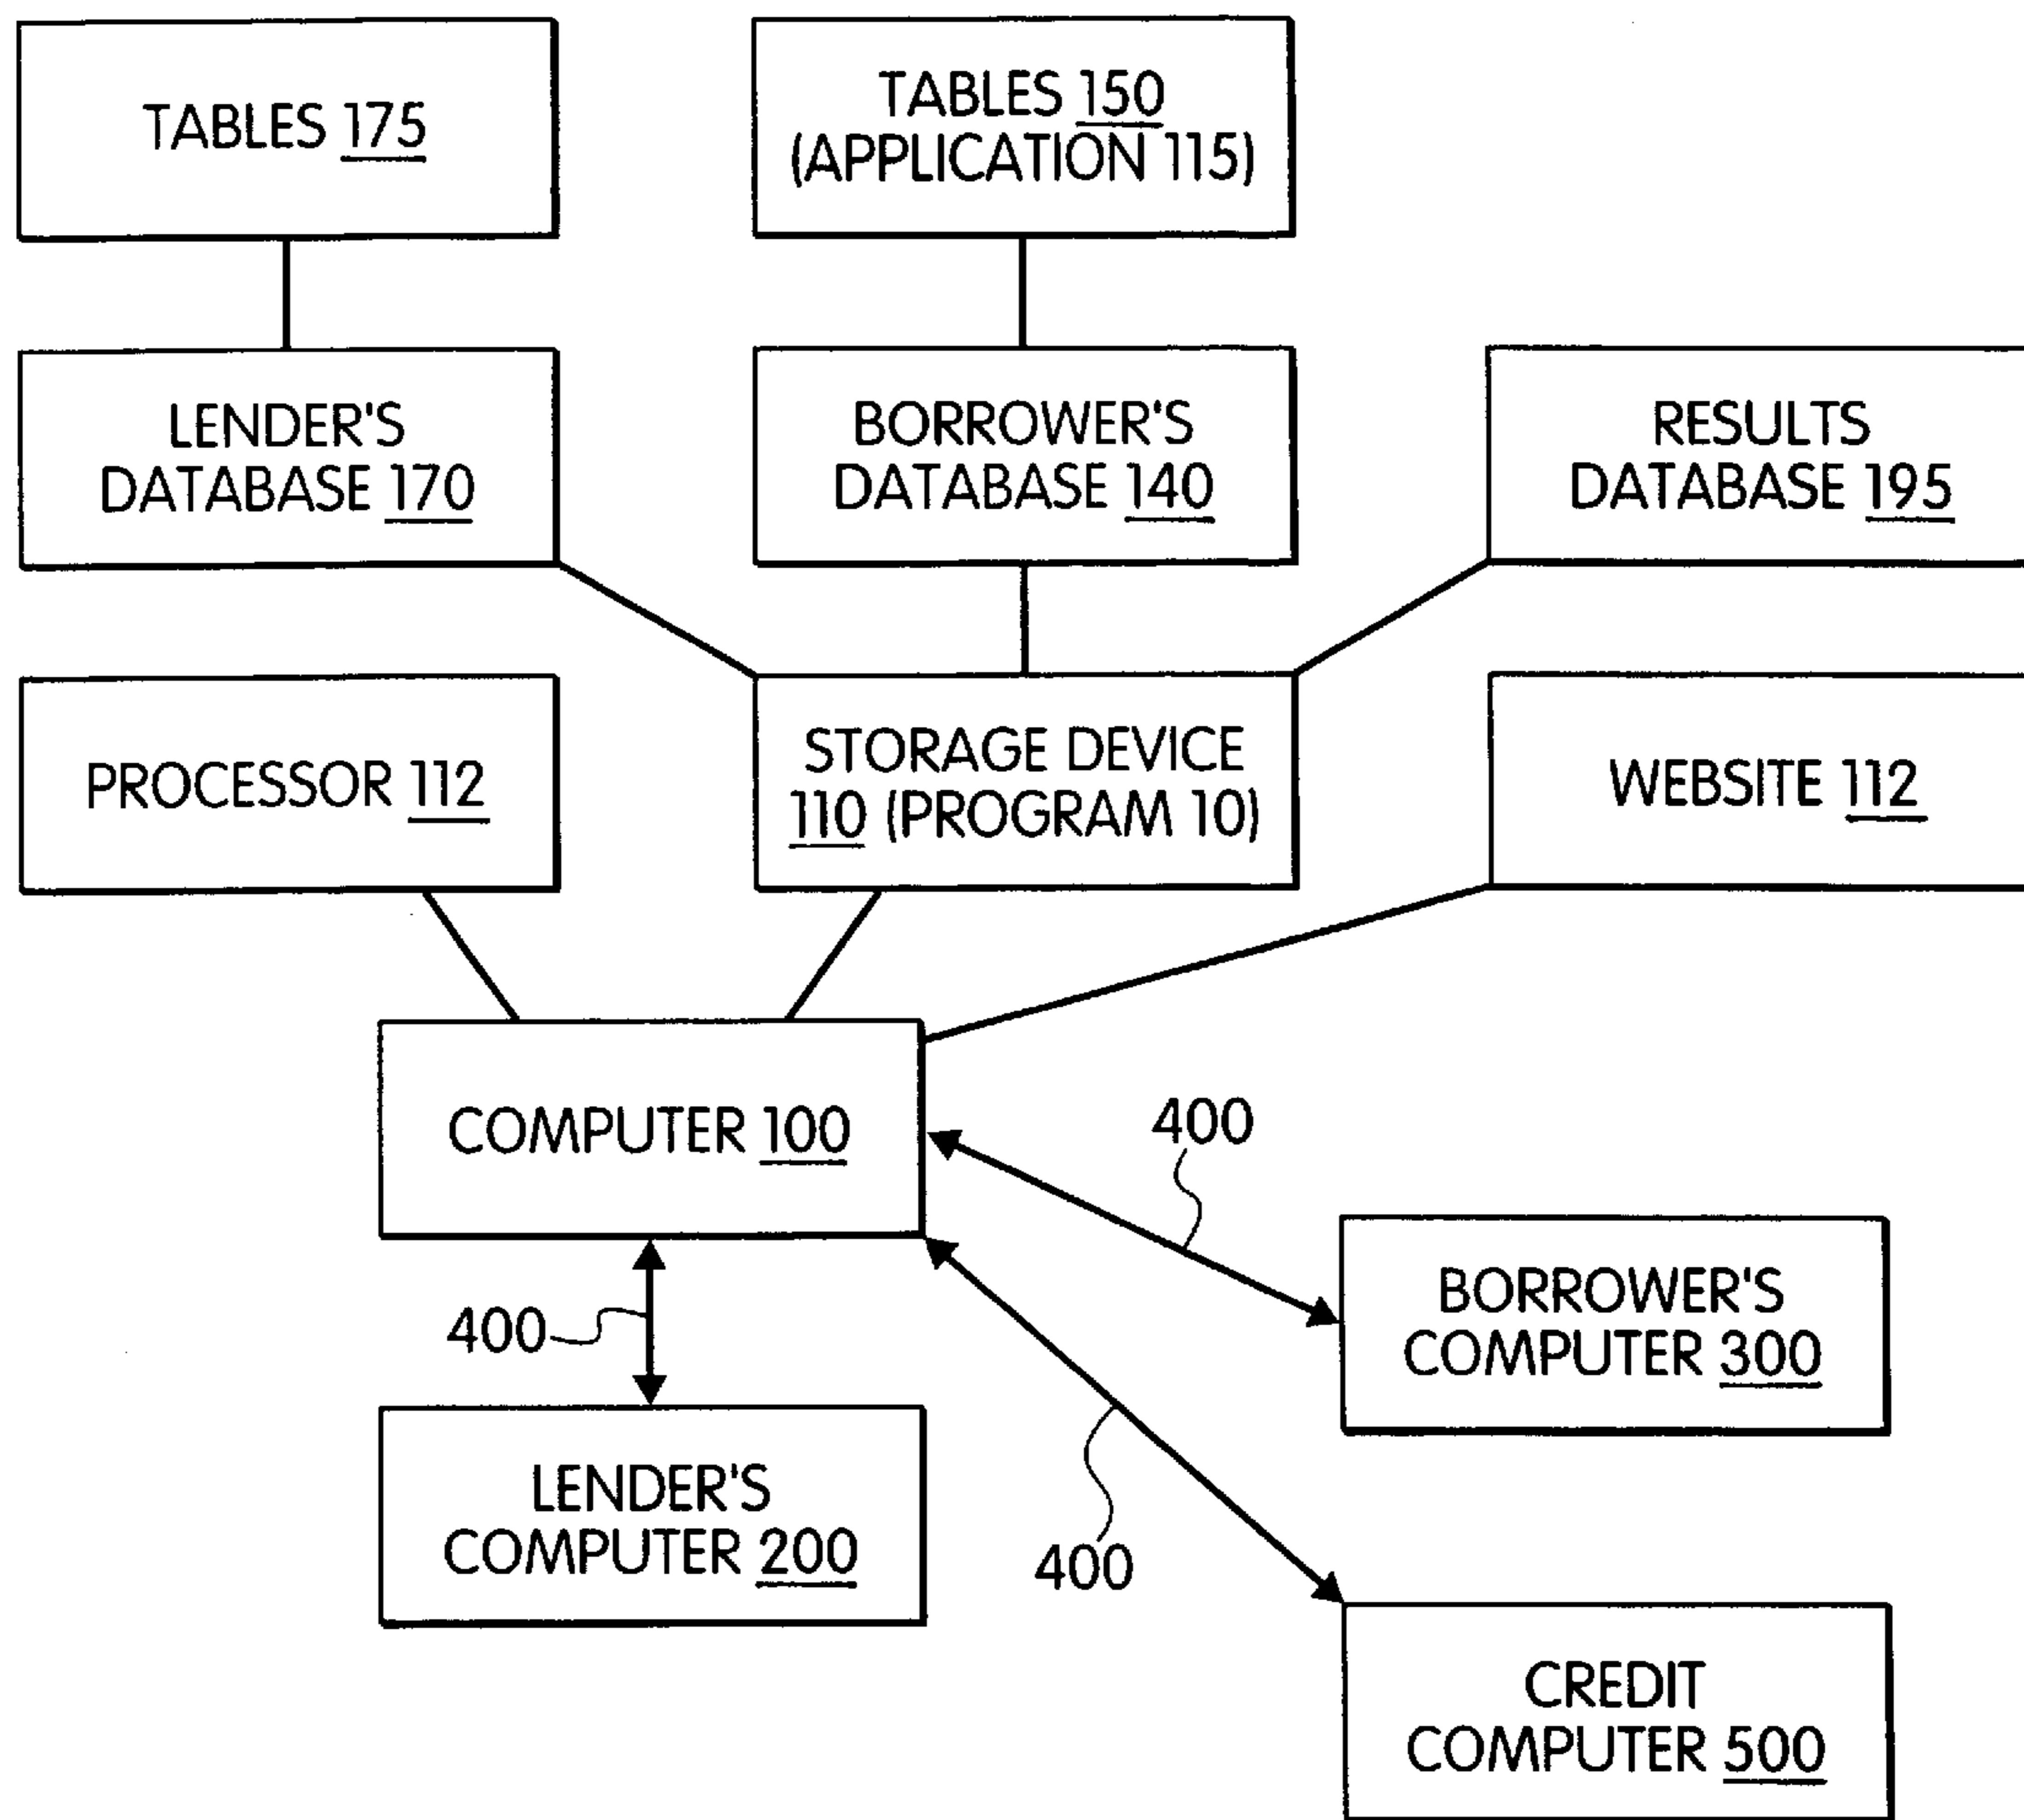 TABLES 175
TABLES 150
(APPLICATION 115)
LENDER'S
DATABASE 170
BORROWER'S
DATABASE 140
RESULTS
DATABASE 195
PROCESSOR 112
STORAGE DEVICE
110 (PROGRAM 10)
WEBSITE 112
COMPUTER 100
400
BORROWER'S
COMPUTER 300
400
LENDER'S
COMPUTER 200
400
CREDIT
COMPUTER 500